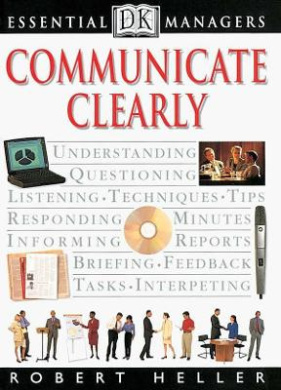 ESSENTIAL DK MANAGERS
COMMUNICATE
CLEARLY
UNDERSTANDING
QUESTIONING
LISTENING·TECHNIQUES·TIPS
RESPONDING MINUTES
INFORMING REPORTS
BRIEFING·FEEDBACK
TASKS·INTERPETING
ROBERT HELLER